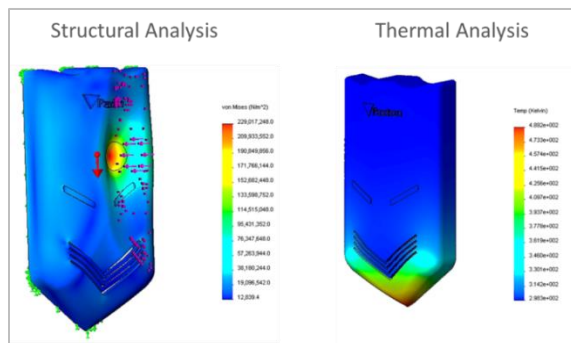 Structural Analysis
Thermal Analysis
von Mises (N/m^2)
229,017,248.0
209,933,552.0
190,849,856.0
171,766,144.0
152,682,448.0
133,598,752.0
114,515,048.0
95,431,352.0
76,347,648.0
57,263,944.0
38,180,244.0
19,096,542.0
12,839.4
Temp (Kelvin)
4.892e+002
4.733e+002
4.574e+002
4.415e+002
4.256e+002
4.097e+002
3.937e+002
3.778e+002
3.619e+002
3.460e+002
3.301e+002
3.142e+002
2.983e+002